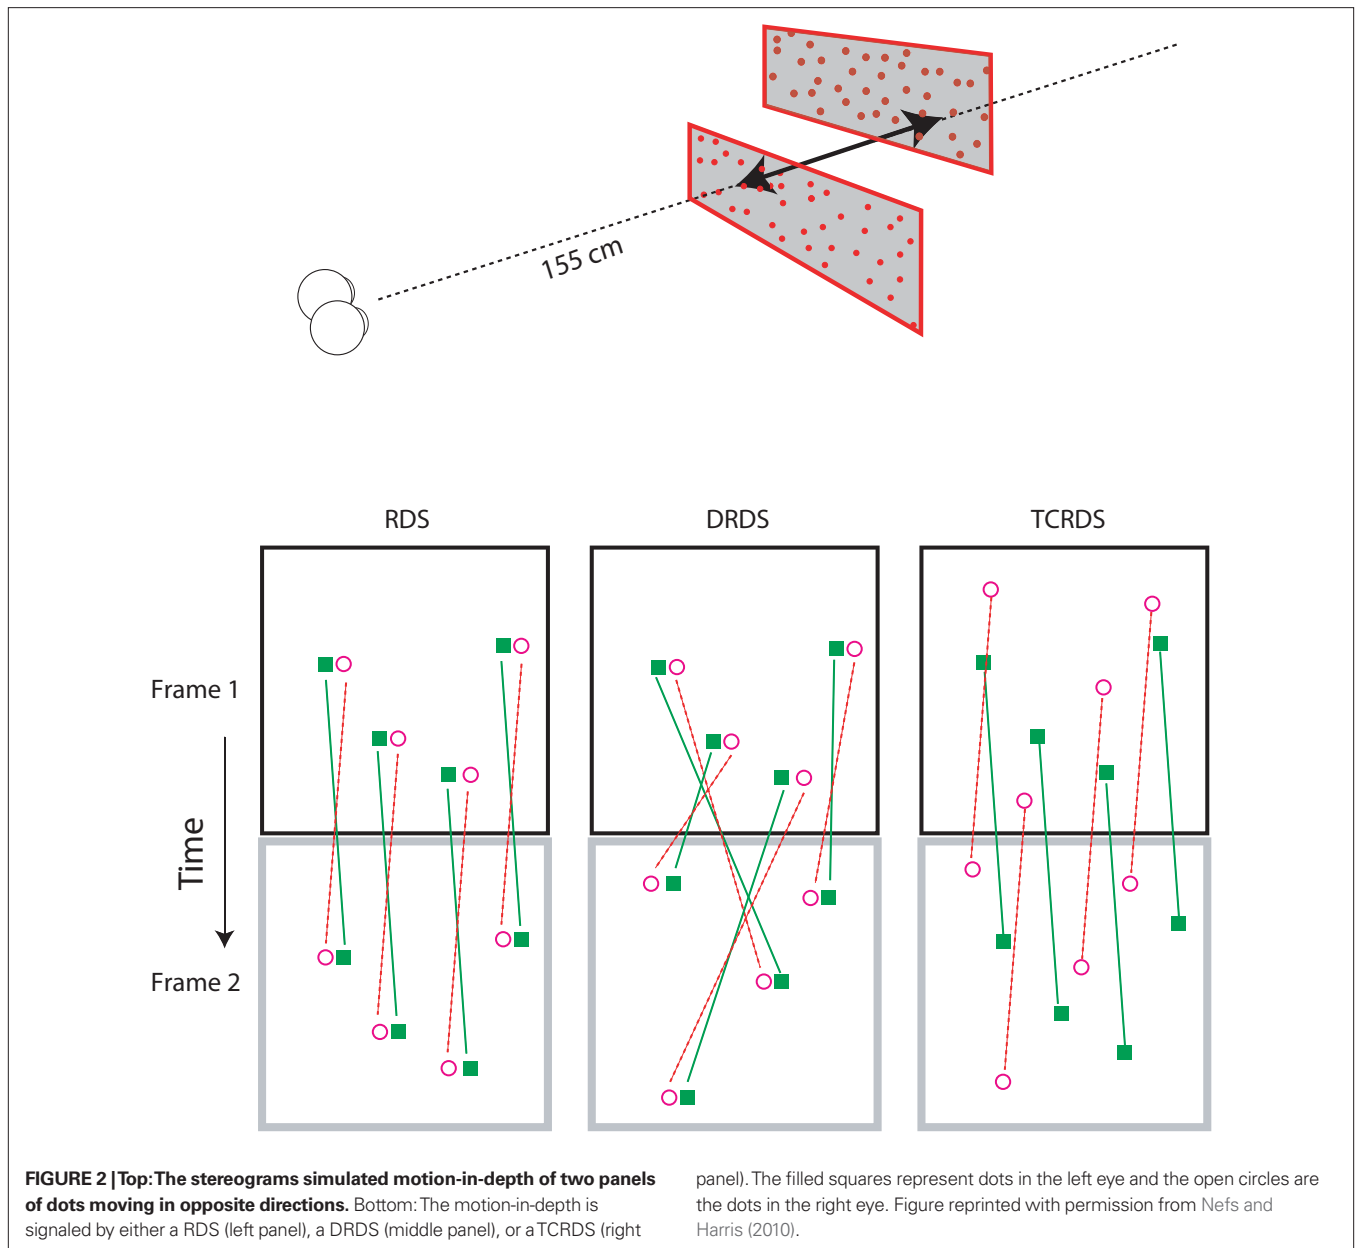 155 cm
RDS DRDS TCRDS
Frame 1
Time
Frame 2
FIGURE 2 | Top: The stereograms simulated motion-in-depth of two panels
of dots moving in opposite directions. Bottom: The motion-in-depth is
signaled by either a RDS (left panel), a DRDS (middle panel), or a TCRDS (right
panel). The filled squares represent dots in the left eye and the open circles are
the dots in the right eye. Figure reprinted with permission from Nefs and
Harris (2010).